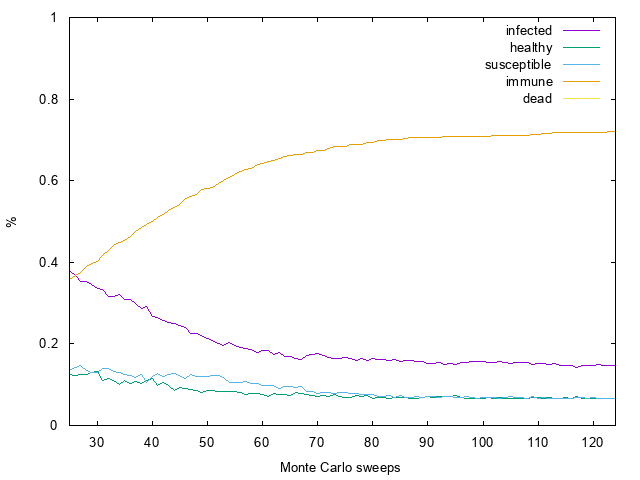 1
0.8
0.6
0.4
0.2
0
%
infected
healthy
susceptible
immune
dead
30 40 50 60 70 80 90 100 110 120
Monte Carlo sweeps